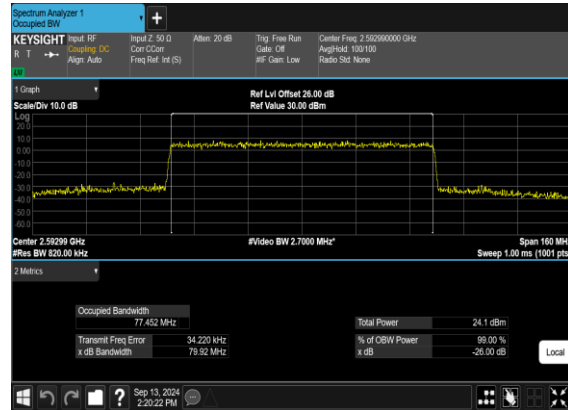 Spectrum Analyzer 1
Occupied BW
KEYSIGHT
R T
LXI
Input: RF
Coupling: DC
Align: Auto
Input Z: 50 Ω
Corr CCorr
Freq Ref: Int (S)
Atten: 20 dB
Trig: Free Run
Gate: Off
#IF Gain: Low
Center Freq: 2.592990000 GHz
Avg|Hold: 100/100
Radio Std: None
1 Graph
Scale/Div 10.0 dB
Ref Lvl Offset 26.00 dB
Ref Value 30.00 dBm
Log
20.0
10.0
0.00
-10.0
-20.0
-30.0
-40.0
-50.0
-60.0
Center 2.59299 GHz
#Res BW 820.00 kHz
#Video BW 2.7000 MHz*
Span 160 MH
Sweep 1.00 ms (1001 pts
2 Metrics
Occupied Bandwidth
77.452 MHz
Transmit Freq Error 34.220 kHz
x dB Bandwidth 79.92 MHz
Total Power 24.1 dBm
% of OBW Power 99.00 %
x dB -26.00 dB
Local
Sep 13, 2024
2:20:22 PM